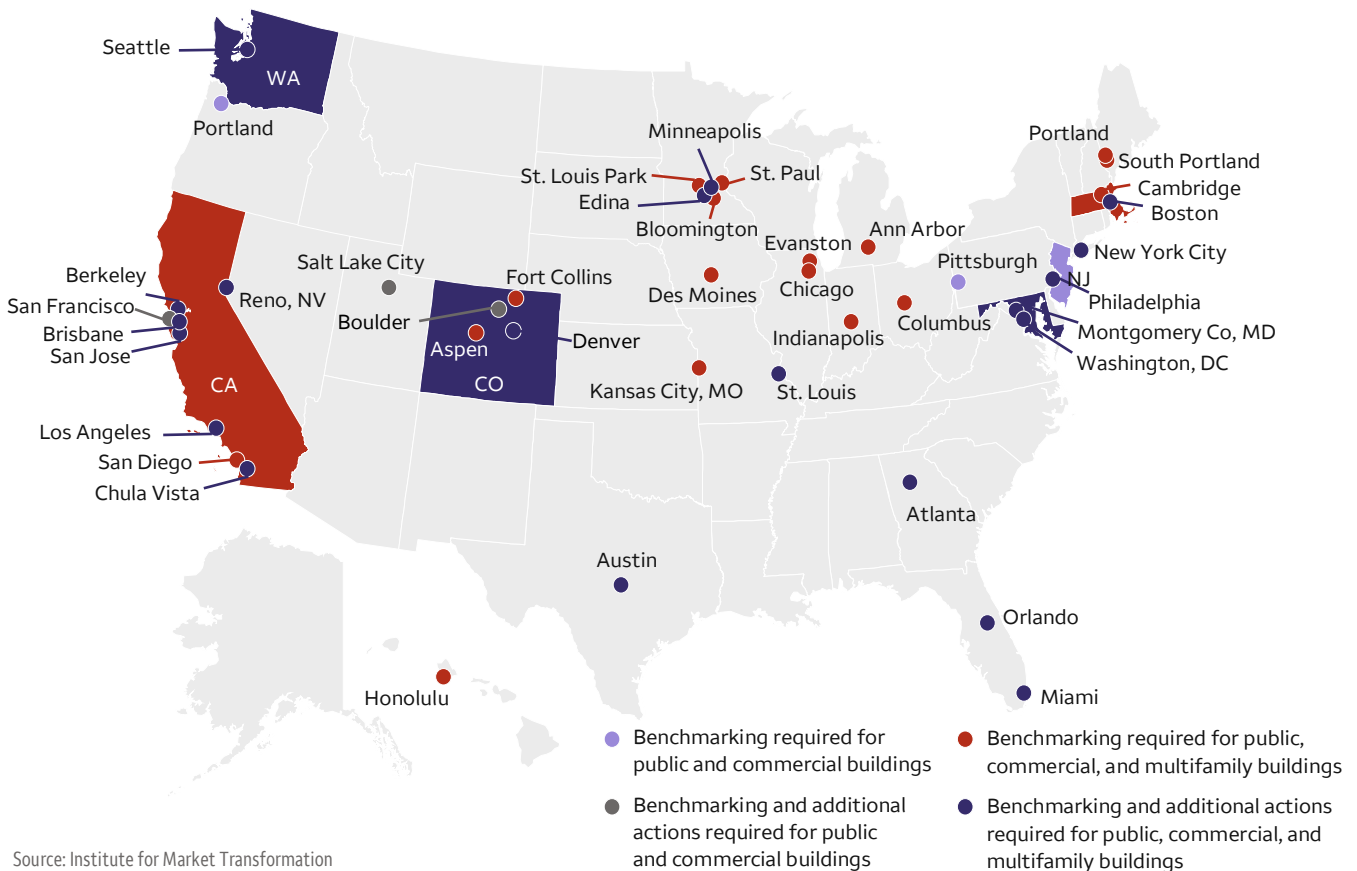 Seattle
WA
Portland
Minneapolis
St. Louis Park
St. Paul
Edina
Bloomington
Portland
South Portland
Cambridge
Boston
Evanston
Ann Arbor
Pittsburgh
New York City
NJ
Philadelphia
Montgomery Co, MD
Washington, DC
Chicago
Des Moines
Indianapolis
Columbus
Salt Lake City
Fort Collins
Boulder
Aspen
Denver
CO
Kansas City, MO
St. Louis
Berkeley
San Francisco
Brisbane
San Jose
Reno, NV
CA
Los Angeles
San Diego
Chula Vista
Atlanta
Austin
Orlando
Miami
Honolulu
Benchmarking required for
public and commercial buildings
Benchmarking and additional
actions required for public
and commercial buildings
Benchmarking required for public,
commercial, and multifamily buildings
Benchmarking and additional actions
required for public, commercial, and
multifamily buildings
Source: Institute for Market Transformation